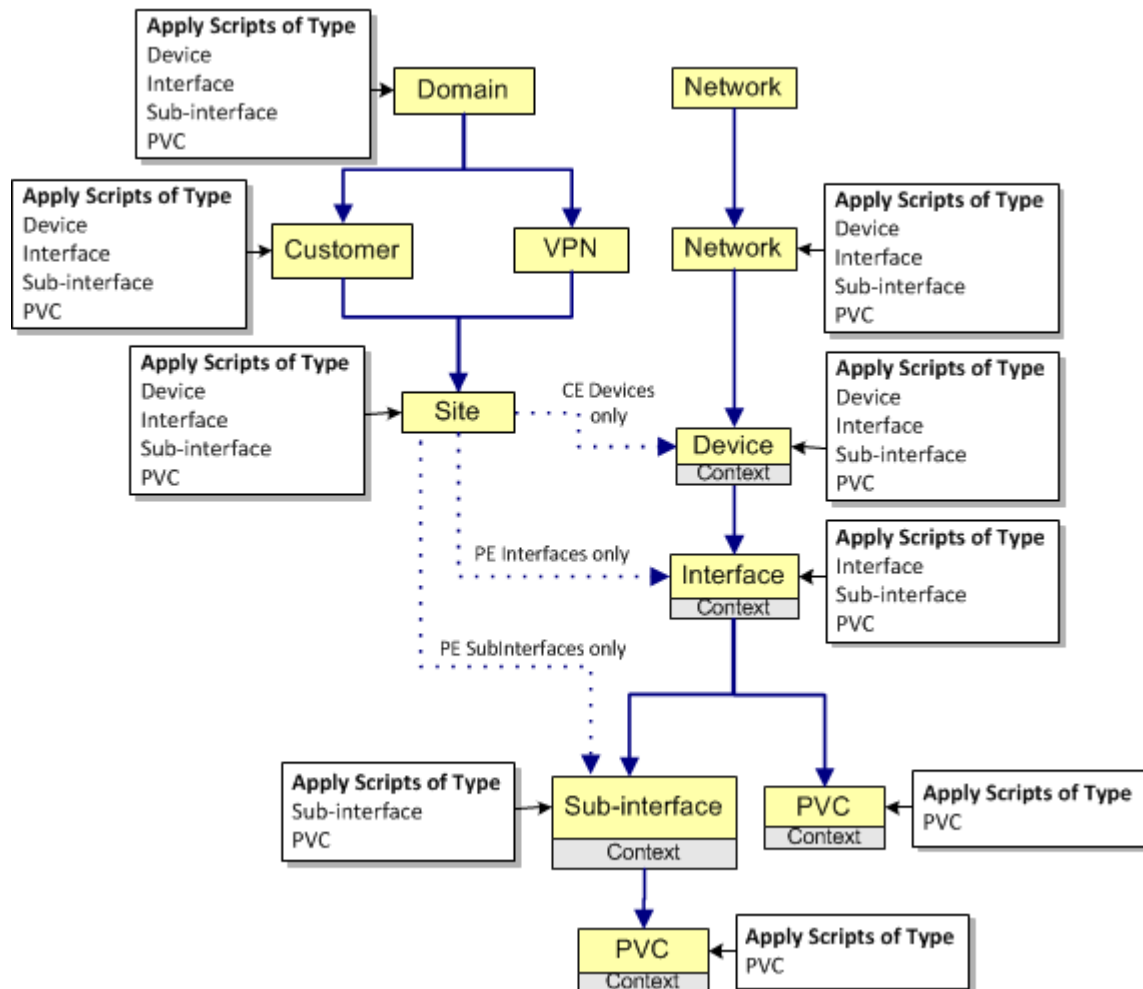 Apply Scripts of Type
Device
Interface
Sub-interface
PVC
Domain
Network
Apply Scripts of Type
Device
Interface
Sub-interface
PVC
Customer
VPN
Network
Apply Scripts of Type
Device
Interface
Sub-interface
PVC
Apply Scripts of Type
Device
Interface
Sub-interface
PVC
Site
CE Devices
only
Device
Context
Apply Scripts of Type
Device
Interface
Sub-interface
PVC
PE Interfaces only
Interface
Context
Apply Scripts of Type
Interface
Sub-interface
PVC
PE SubInterfaces only
Apply Scripts of Type
Sub-interface
PVC
Sub-interface
Context
PVC
Context
Apply Scripts of Type
PVC
PVC
Context
Apply Scripts of Type
PVC